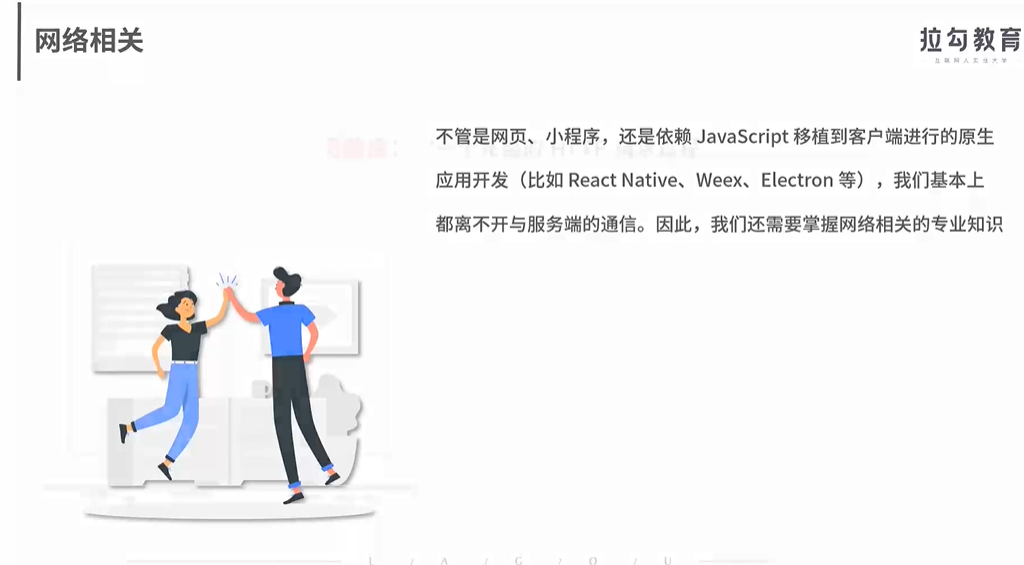 网络相关
拉勾教育
互联网人实战大学
不管是网页、小程序，还是依赖 JavaScript 移植到客户端进行的原生
应用开发（比如 React Native、Weex、Electron 等），我们基本上
都离不开与服务端的通信。因此，我们还需要掌握网络相关的专业知识
L / A / G / O / U